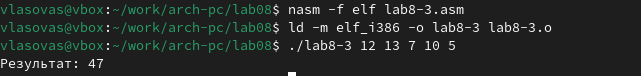 vlasovas@vbox:~/work/arch-pc/lab08$ nasm -f elf lab8-3.asm
vlasovas@vbox:~/work/arch-pc/lab08$ ld -m elf_i386 -o lab8-3 lab8-3.o
vlasovas@vbox:~/work/arch-pc/lab08$ ./lab8-3 12 13 7 10 5
Результат: 47